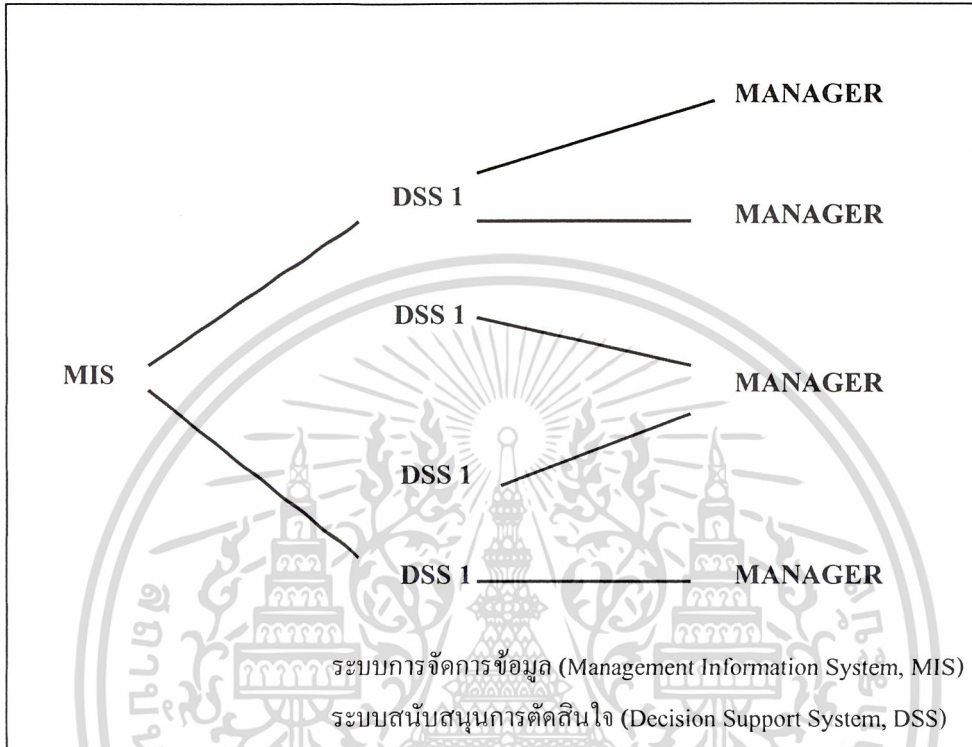 MANAGER
DSS 1
MANAGER
DSS 1
MIS
MANAGER
DSS 1
DSS 1
MANAGER
ระบบการจัดการข้อมูล (Management Information System, MIS)
ระบบสนับสนุนการตัดสินใจ (Decision Support System, DSS)